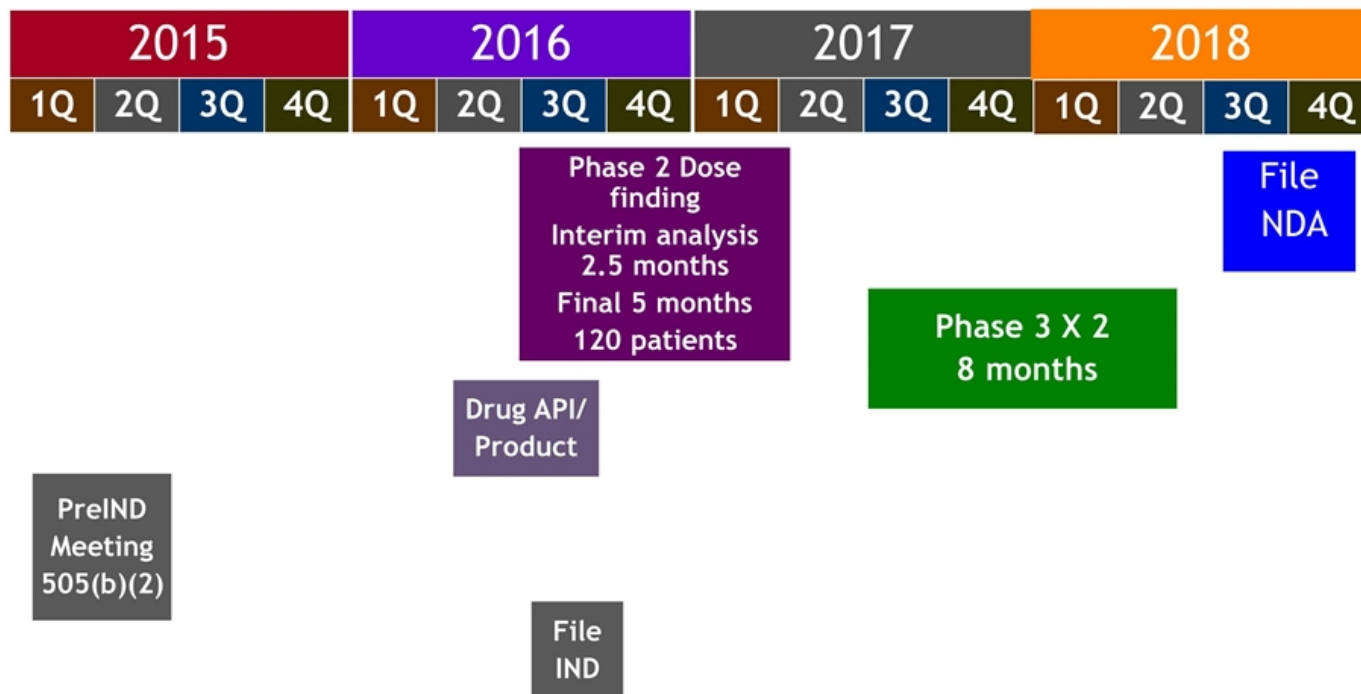 2015 2016 2017 2018
1Q 2Q 3Q 4Q 1Q 2Q 3Q 4Q 1Q 2Q 3Q 4Q 1Q 2Q 3Q 4Q
Phase 2 Dose
finding
Interim analysis
2.5 months
Final 5 months
120 patients
File
NDA
Phase 3 X 2
8 months
Drug API/
Product
PreIND
Meeting
505(b)(2)
File
IND